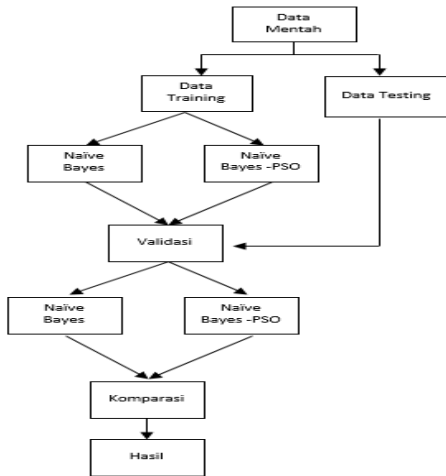 Data
Mentah
Data
Training
Data Testing
Naïve
Bayes
Naïve
Bayes -PSO
Validasi
Naïve
Bayes
Naïve
Bayes -PSO
Komparasi
Hasil